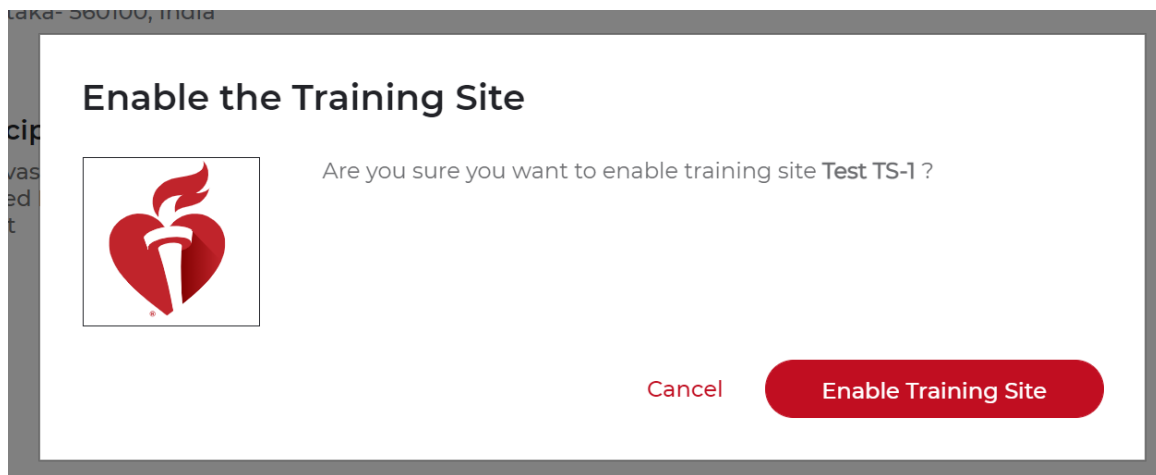 560100, India
Enable the Training Site
Are you sure you want to enable training site Test TS-1 ?
®
Cancel
Enable Training Site